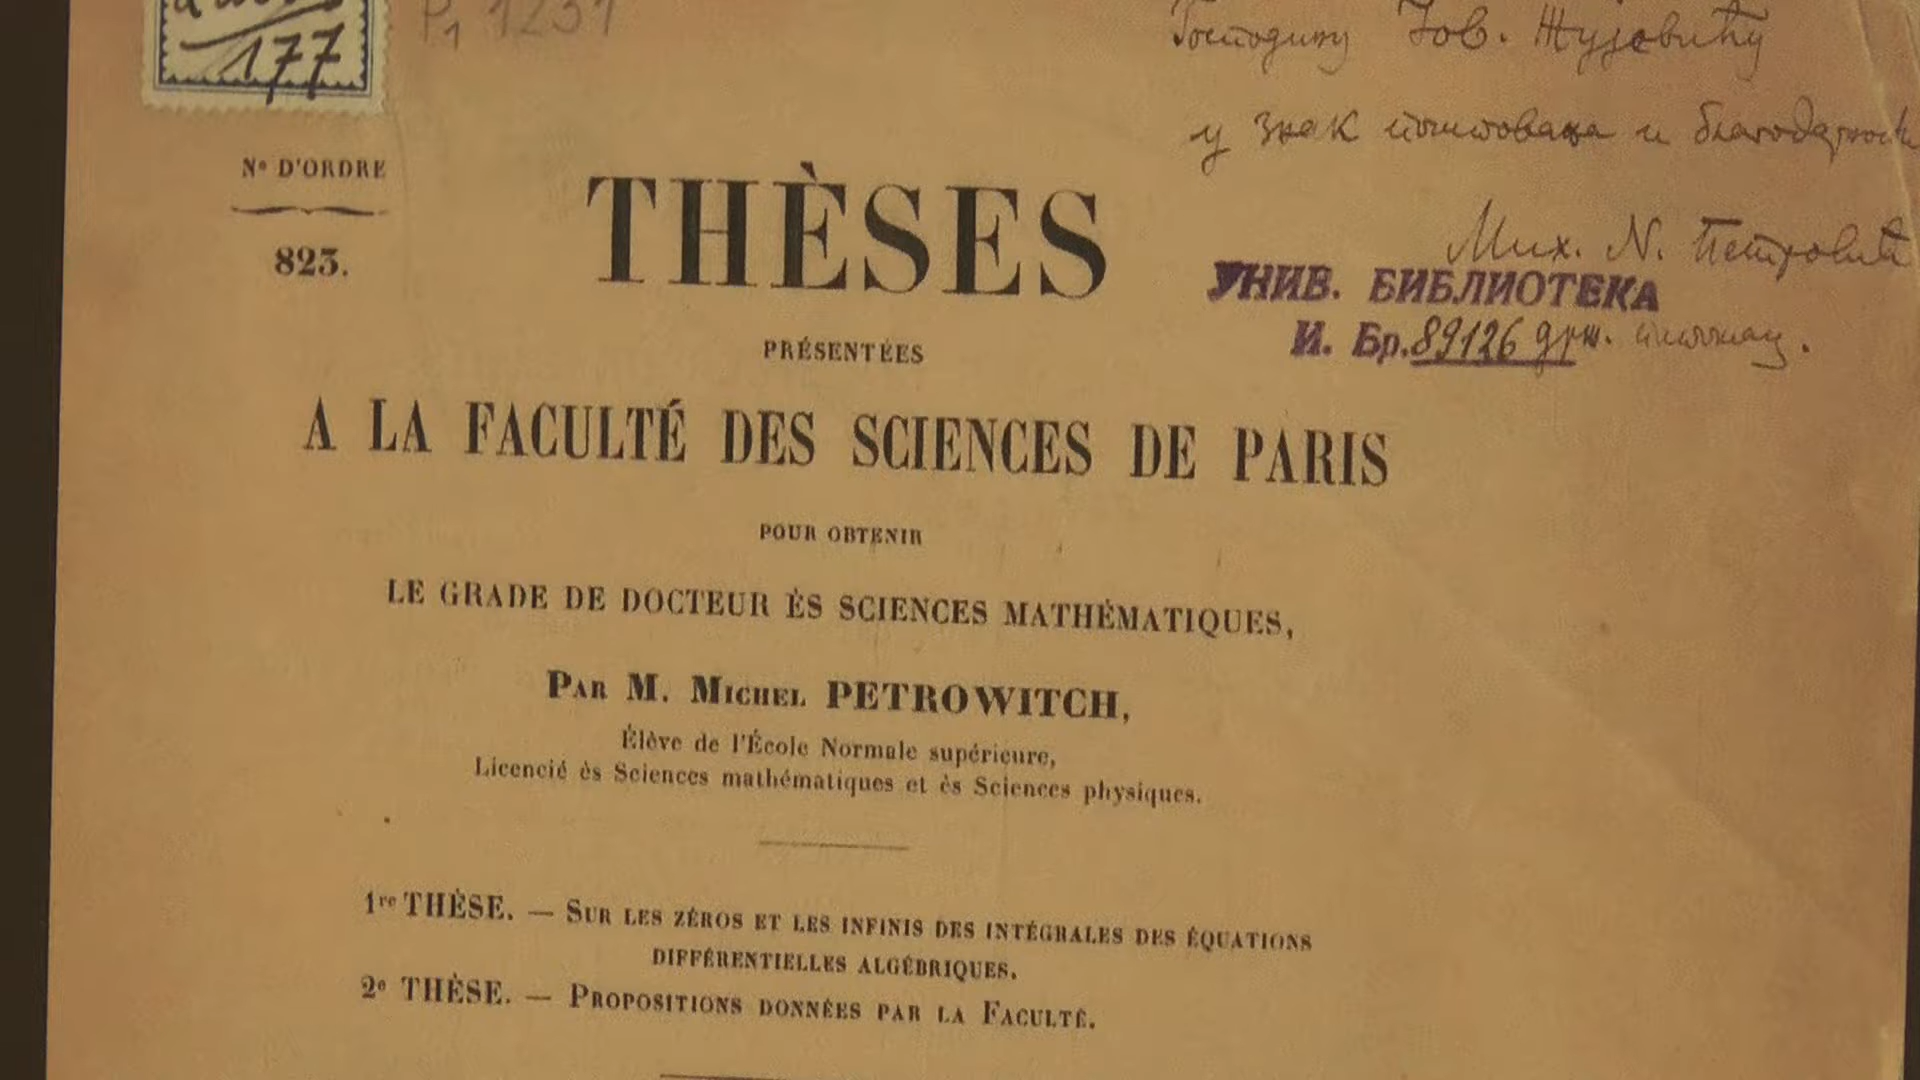 177
P1 1231
Господину Јов. Жујовићу
у знак поштовања и благодарности
Мих. N. Петровић
N° D'ORDRE
823.
THÈSES
УНИВ. БИБЛИОТЕКА
И. Бр. 89126
PRÉSENTÉES
A LA FACULTÉ DES SCIENCES DE PARIS
POUR OBTENIR
LE GRADE DE DOCTEUR ÈS SCIENCES MATHÉMATIQUES,
PAR M. MICHEL PETROWITCH,
Élève de l'École Normale supérieure,
Licencié ès Sciences mathématiques et ès Sciences physiques.
1re THÈSE. — SUR LES ZÉROS ET LES INFINIS DES INTÉGRALES DES ÉQUATIONS
DIFFÉRENTIELLES ALGÉBRIQUES.
2e THÈSE. — PROPOSITIONS DONNÉES PAR LA FACULTÉ.